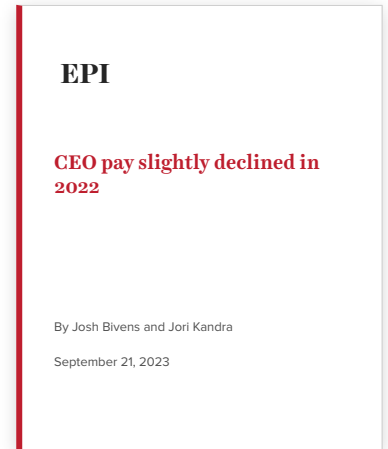 EPI
CEO pay slightly declined in
2022
By Josh Bivens and Jori Kandra
September 21, 2023